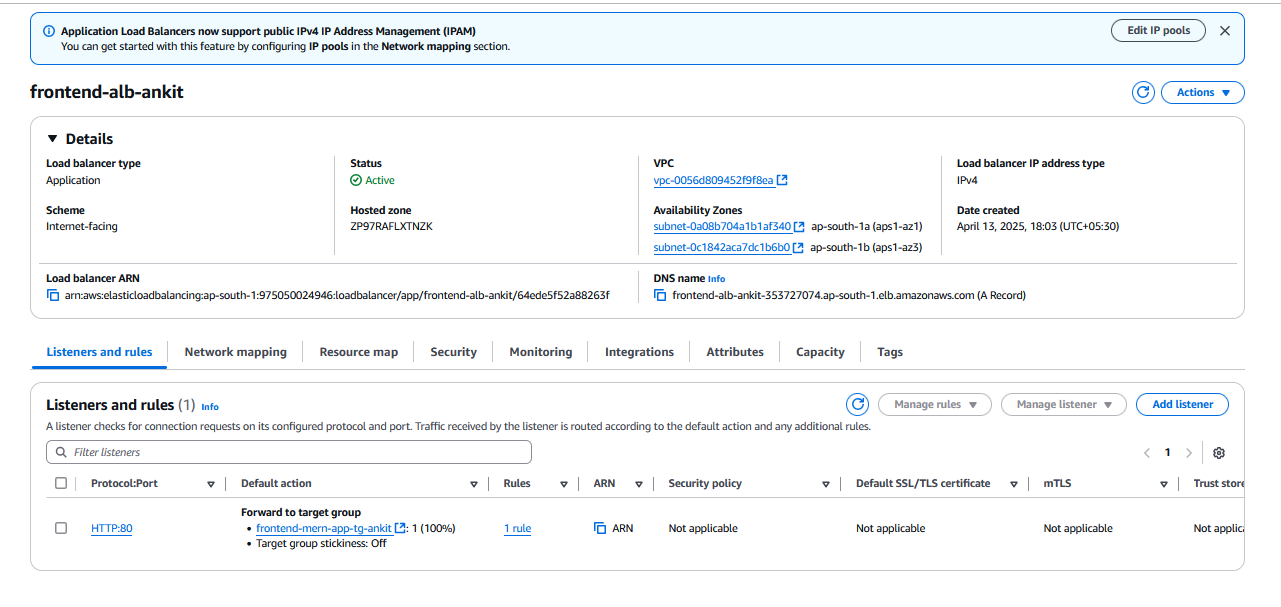 Application Load Balancers now support public IPv4 IP Address Management (IPAM)
You can get started with this feature by configuring IP pools in the Network mapping section.
Edit IP pools
frontend-alb-ankit
Actions
Details
Load balancer type
Application
Status
Active
VPC
vpc-0056d809452f9f8ea
Load balancer IP address type
IPv4
Scheme
Internet-facing
Hosted zone
ZP97RAFLXTNZK
Availability Zones
subnet-0a08b704a1b1af340 ap-south-1a (aps1-az1)
subnet-0c1842aca7dc1b6b0 ap-south-1b (aps1-az3)
Date created
April 13, 2025, 18:03 (UTC+05:30)
Load balancer ARN
arn:aws:elasticloadbalancing:ap-south-1:975050024946:loadbalancer/app/frontend-alb-ankit/64ede5f52a88263f
DNS name Info
frontend-alb-ankit-353727074.ap-south-1.elb.amazonaws.com (A Record)
Listeners and rules Network mapping Resource map Security Monitoring Integrations Attributes Capacity Tags
Listeners and rules (1) Info
Manage rules Manage listener Add listener
A listener checks for connection requests on its configured protocol and port. Traffic received by the listener is routed according to the default action and any additional rules.
Filter listeners
1
Protocol:Port Default action Rules ARN Security policy Default SSL/TLS certificate mTLS Trust store
Forward to target group
HTTP:80 • frontend-mern-app-tg-ankit : 1 (100%) 1 rule ARN Not applicable Not applicable Not applicable Not applic
• Target group stickiness: Off